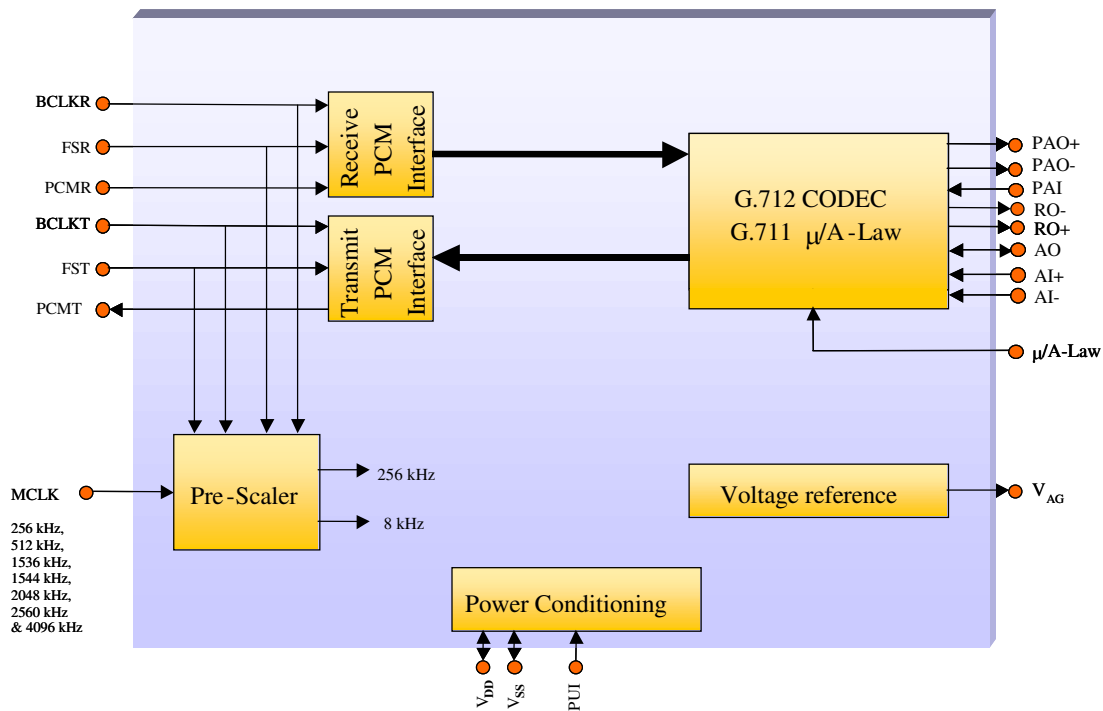 BCLKR
FSR
PCMR
BCLKT
FST
PCMT
Receive
PCM
Interface
Transmit
PCM
Interface
G.712 CODEC
G.711 μ/A-Law
PAO+
PAO-
PAI
RO-
RO+
AO
AI+
AI-
μ/A-Law
MCLK
256 kHz,
512 kHz,
1536 kHz,
1544 kHz,
2048 kHz,
2560 kHz
& 4096 kHz
Pre-Scaler
256 kHz
8 kHz
Voltage reference
VAG
Power Conditioning
VDD
VSS
PUI